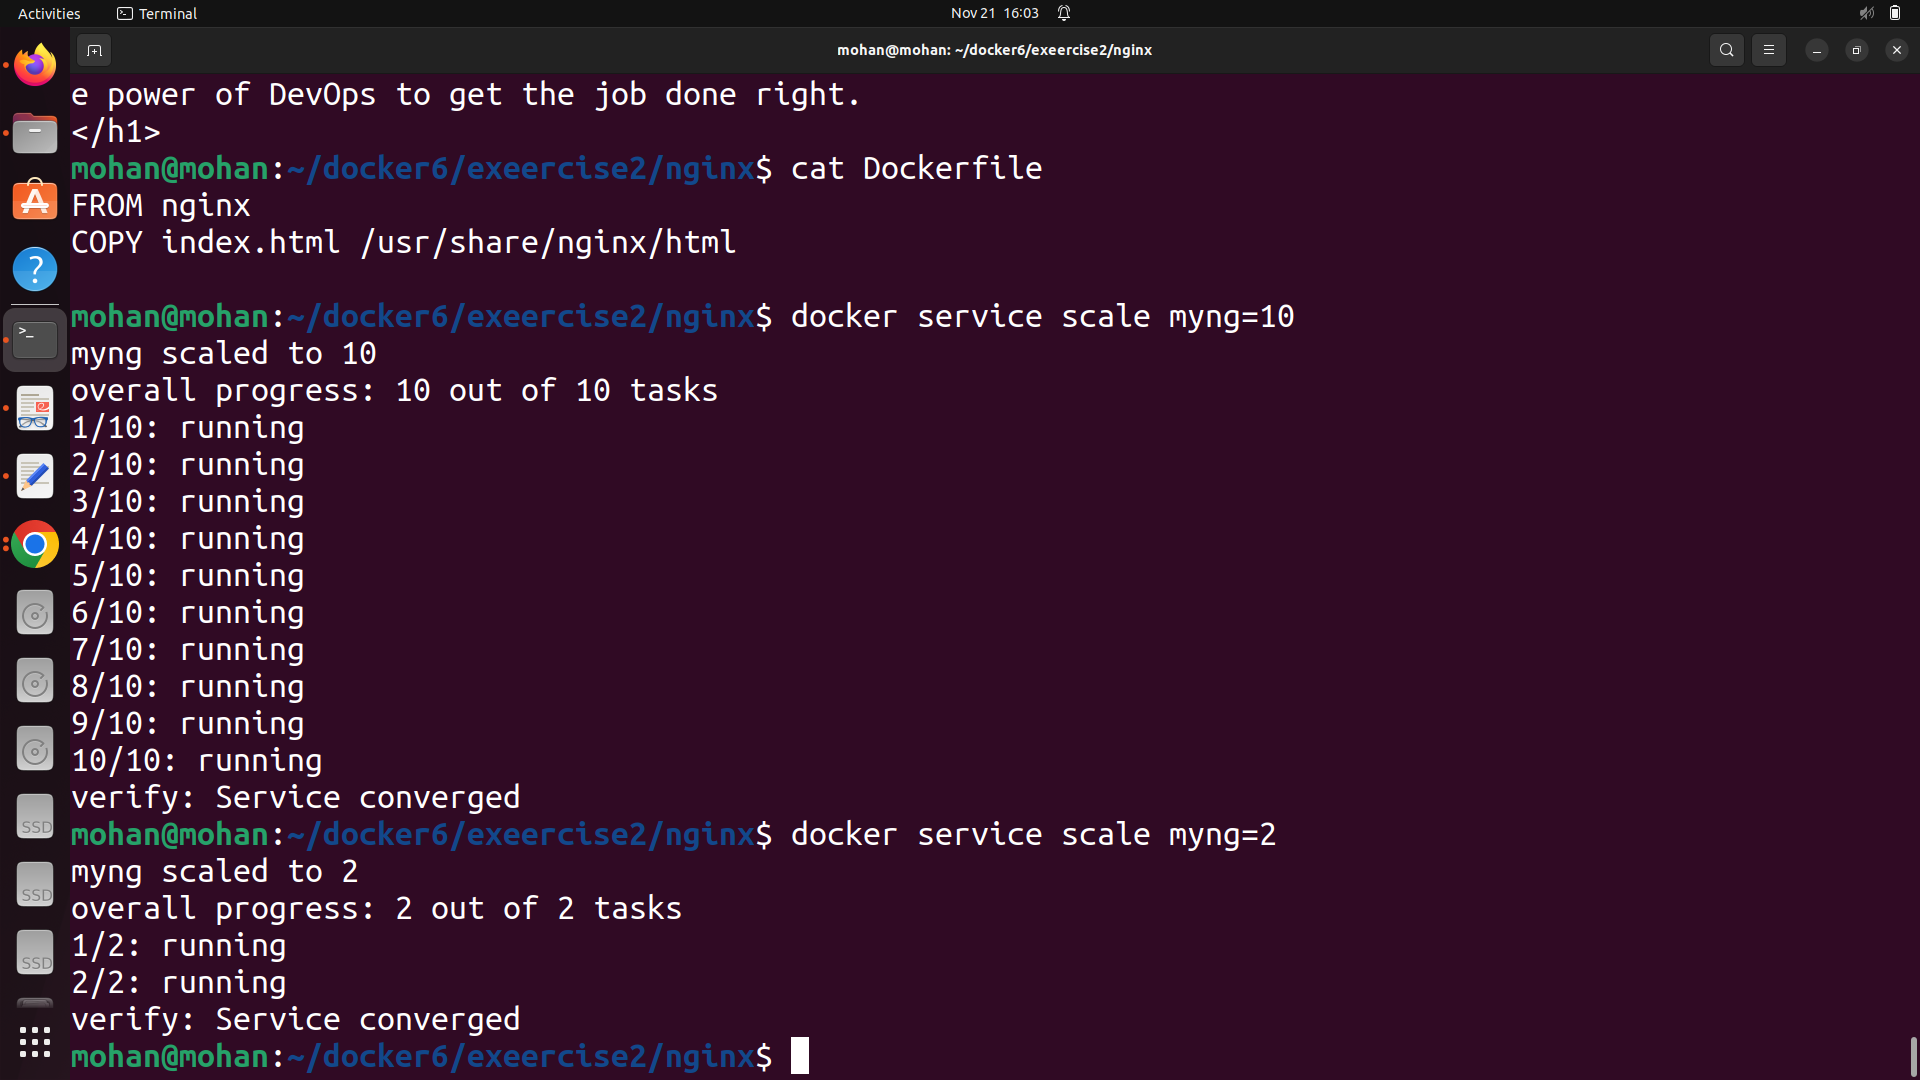 Activities
Terminal
Nov 21 16:03
mohan@mohan: ~/docker6/exeercise2/nginx
e power of DevOps to get the job done right.
</h1>
mohan@mohan:~/docker6/exeercise2/nginx$ cat Dockerfile
FROM nginx
COPY index.html /usr/share/nginx/html
mohan@mohan:~/docker6/exeercise2/nginx$ docker service scale myng=10
myng scaled to 10
overall progress: 10 out of 10 tasks
1/10: running
2/10: running
3/10: running
4/10: running
5/10: running
6/10: running
7/10: running
8/10: running
9/10: running
10/10: running
verify: Service converged
mohan@mohan:~/docker6/exeercise2/nginx$ docker service scale myng=2
myng scaled to 2
overall progress: 2 out of 2 tasks
1/2: running
2/2: running
verify: Service converged
mohan@mohan:~/docker6/exeercise2/nginx$
SSD
SSD
SSD